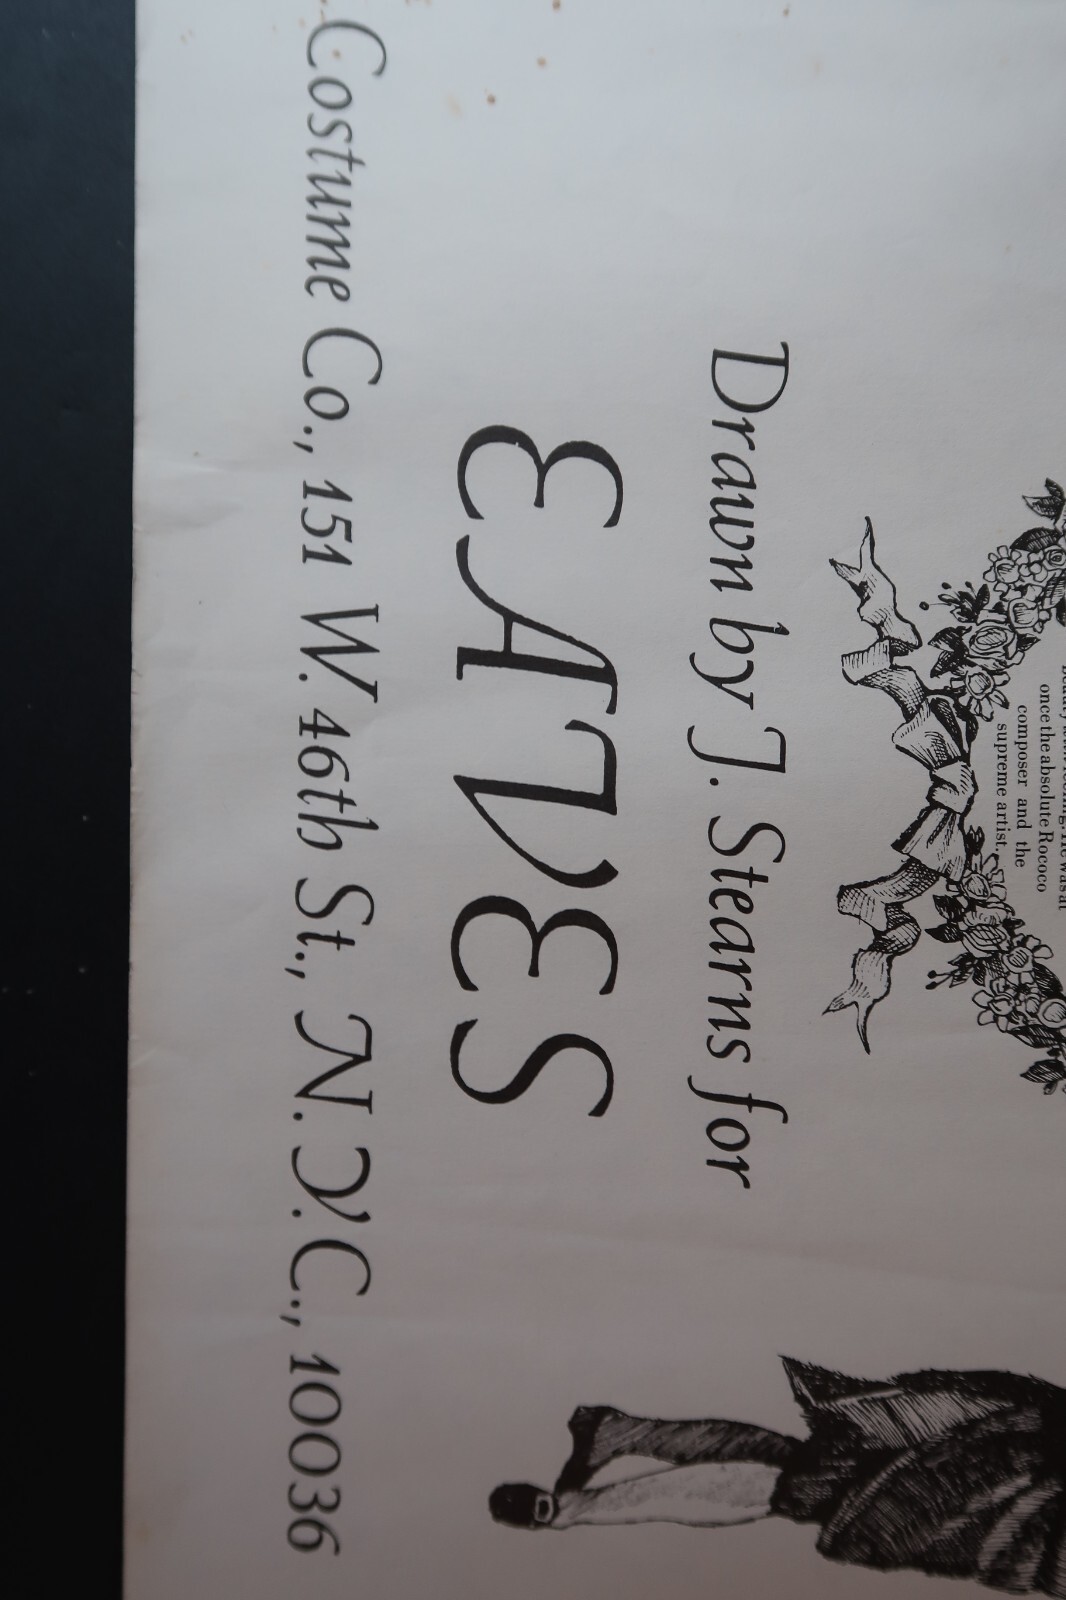 once the absolute Rococo
composer and the
supreme artist.
Drawn by J. Stearns for
EAVES
Costume Co., 151 W. 46th St., N.Y.C., 10036